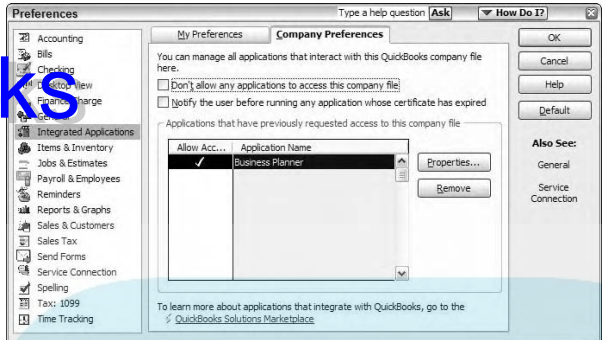 Preferences
Type a help question Ask
How Do I?
My Preferences
Company Preferences
Accounting
Bills
Checking
Desktop View
Finance Charge
General
Integrated Applications
Items & Inventory
Jobs & Estimates
Payroll & Employees
Reminders
Reports & Graphs
Sales & Customers
Sales Tax
Send Forms
Service Connection
Spelling
Tax: 1099
Time Tracking
ks
You can manage all applications that interact with this QuickBooks company file
here.
Don't allow any applications to access this company file
Notify the user before running any application whose certificate has expired
Applications that have previously requested access to this company file
Allow Acc... Application Name
Business Planner
Properties...
Remove
To learn more about applications that integrate with QuickBooks, go to the
QuickBooks Solutions Marketplace
OK
Cancel
Help
Default
Also See:
General
Service
Connection